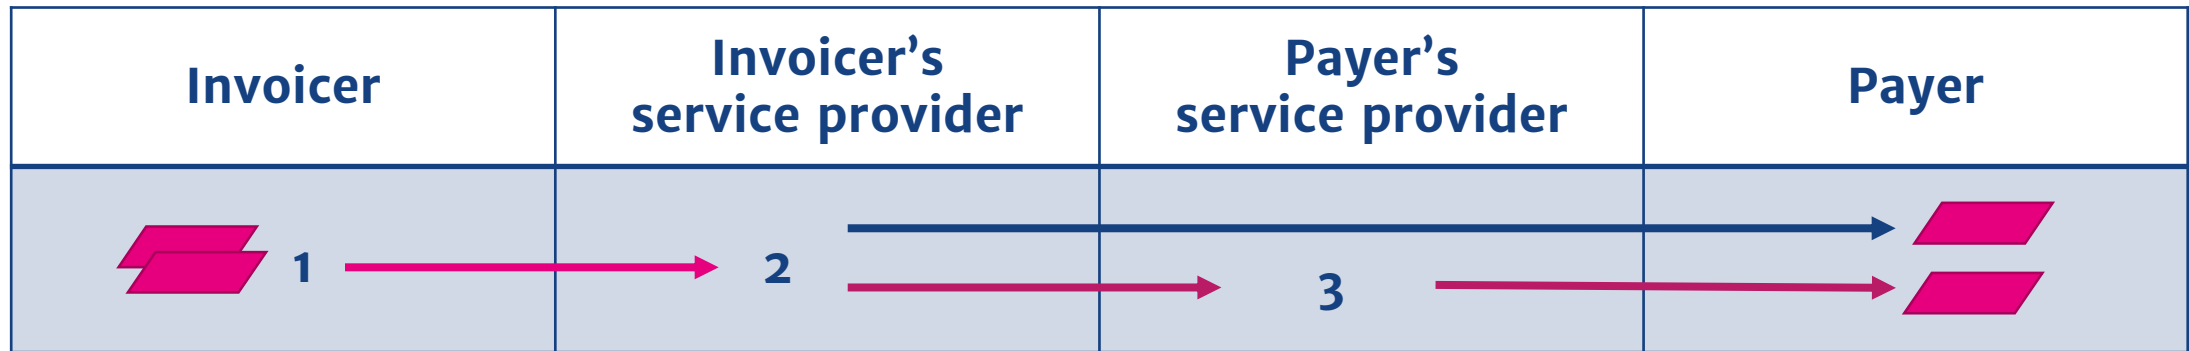 Invoicer
Invoicer’s
service provider
Payer’s
service provider
Payer
1
2
3